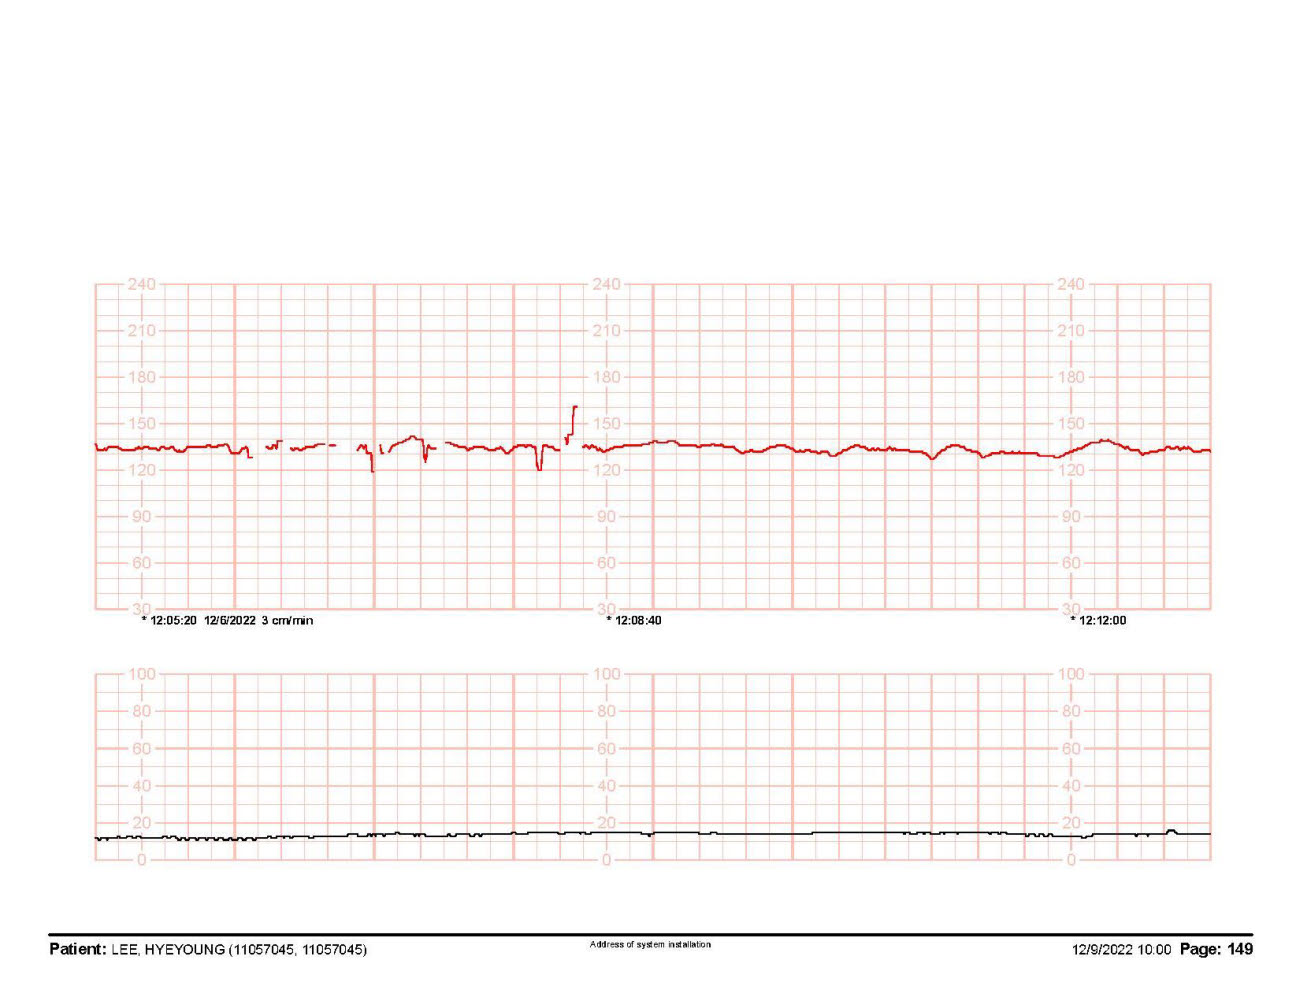 240 240 240
210 210 210
180 180 180
150 150 150
120 120 120
90 90 90
60 60 60
30 30 30
* 12:05:20 12/6/2022 3 cm/min * 12:08:40 * 12:12:00
100 100 100
80 80 80
60 60 60
40 40 40
20 20 20
0 0 0
Patient: LEE, HYEYOUNG (11057045, 11057045) Address of system installation 12/9/2022 10:00 Page: 149